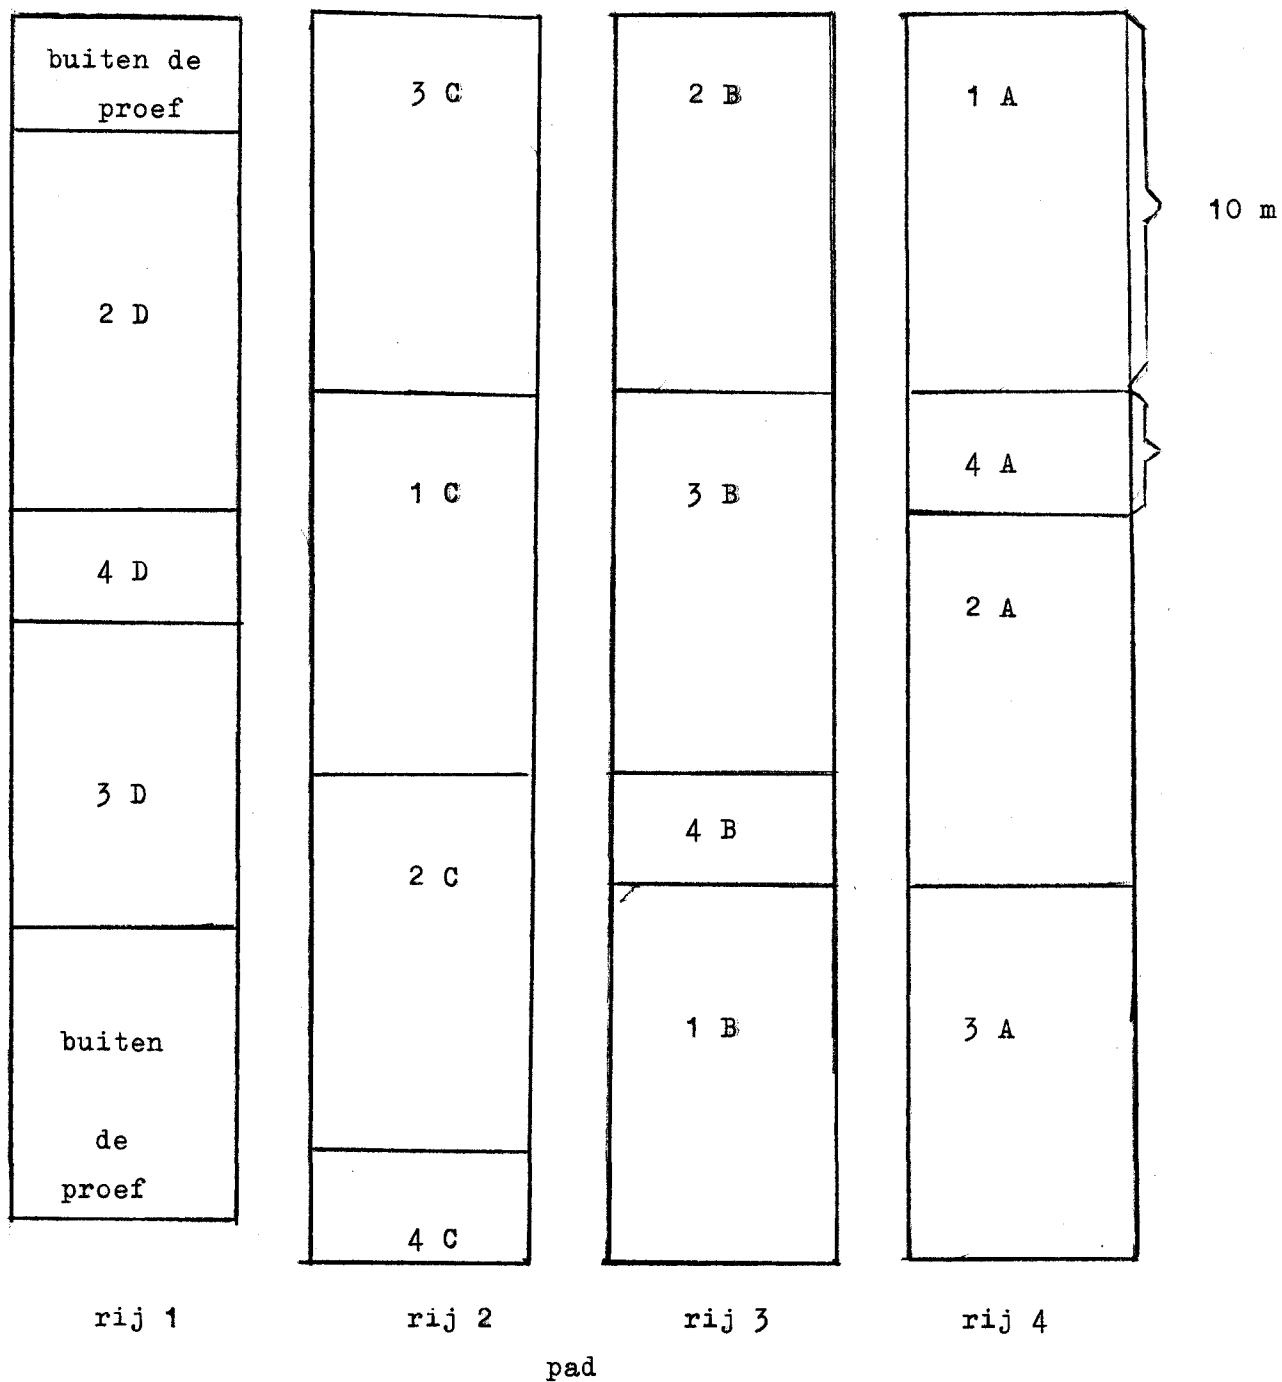 buiten de
proef
2 D
4 D
3 D
buiten
de
proef
rij 1
3 C
1 C
2 C
4 C
rij 2
2 B
3 B
4 B
1 B
rij 3
1 A
4 A
2 A
3 A
rij 4
10 m
pad